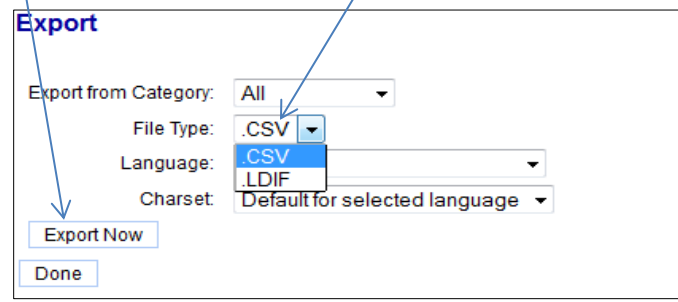 Export
Export from Category: All
File Type: .CSV
Language: .CSV
.LDIF
Charset: Default for selected language
Export Now
Done